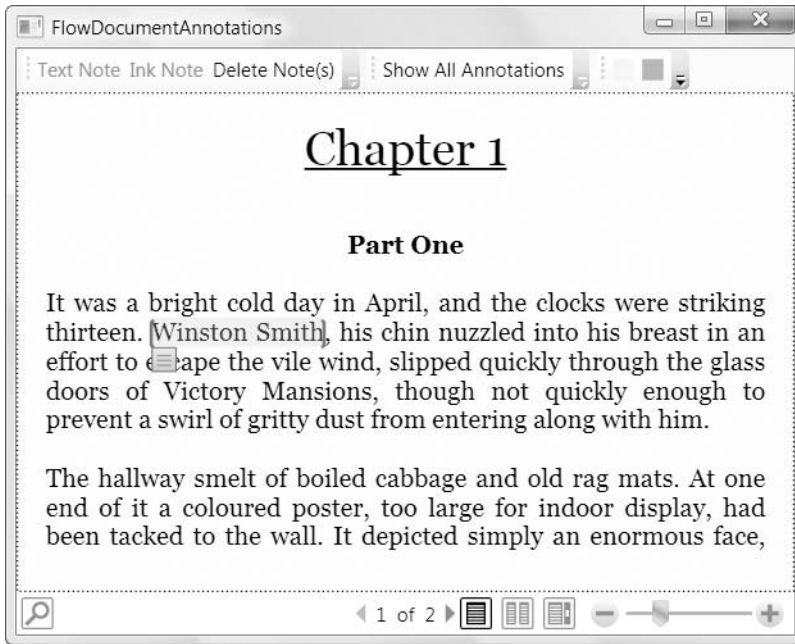 FlowDocumentAnnotations
Text Note Ink Note Delete Note(s) Show All Annotations
Chapter 1
Part One
It was a bright cold day in April, and the clocks were striking
thirteen. Winston Smith, his chin nuzzled into his breast in an
effort to escape the vile wind, slipped quickly through the glass
doors of Victory Mansions, though not quickly enough to
prevent a swirl of gritty dust from entering along with him.
The hallway smelt of boiled cabbage and old rag mats. At one
end of it a coloured poster, too large for indoor display, had
been tacked to the wall. It depicted simply an enormous face,
1 of 2